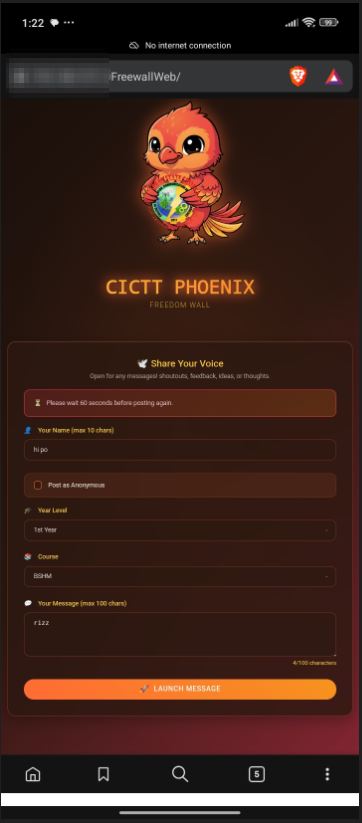 1:22
99
No internet connection
FreewallWeb/
CICTT PHOENIX
FREEDOM WALL
🕊️ Share Your Voice
Open for any messages! shoutouts, feedback, ideas, or thoughts.
⏳ Please wait 60 seconds before posting again.
👤 Your Name (max 10 chars)
hi po
Post as Anonymous
🎓 Year Level
1st Year
📚 Course
BSHM
💬 Your Message (max 100 chars)
rizz
4/100 characters
🚀 LAUNCH MESSAGE
5